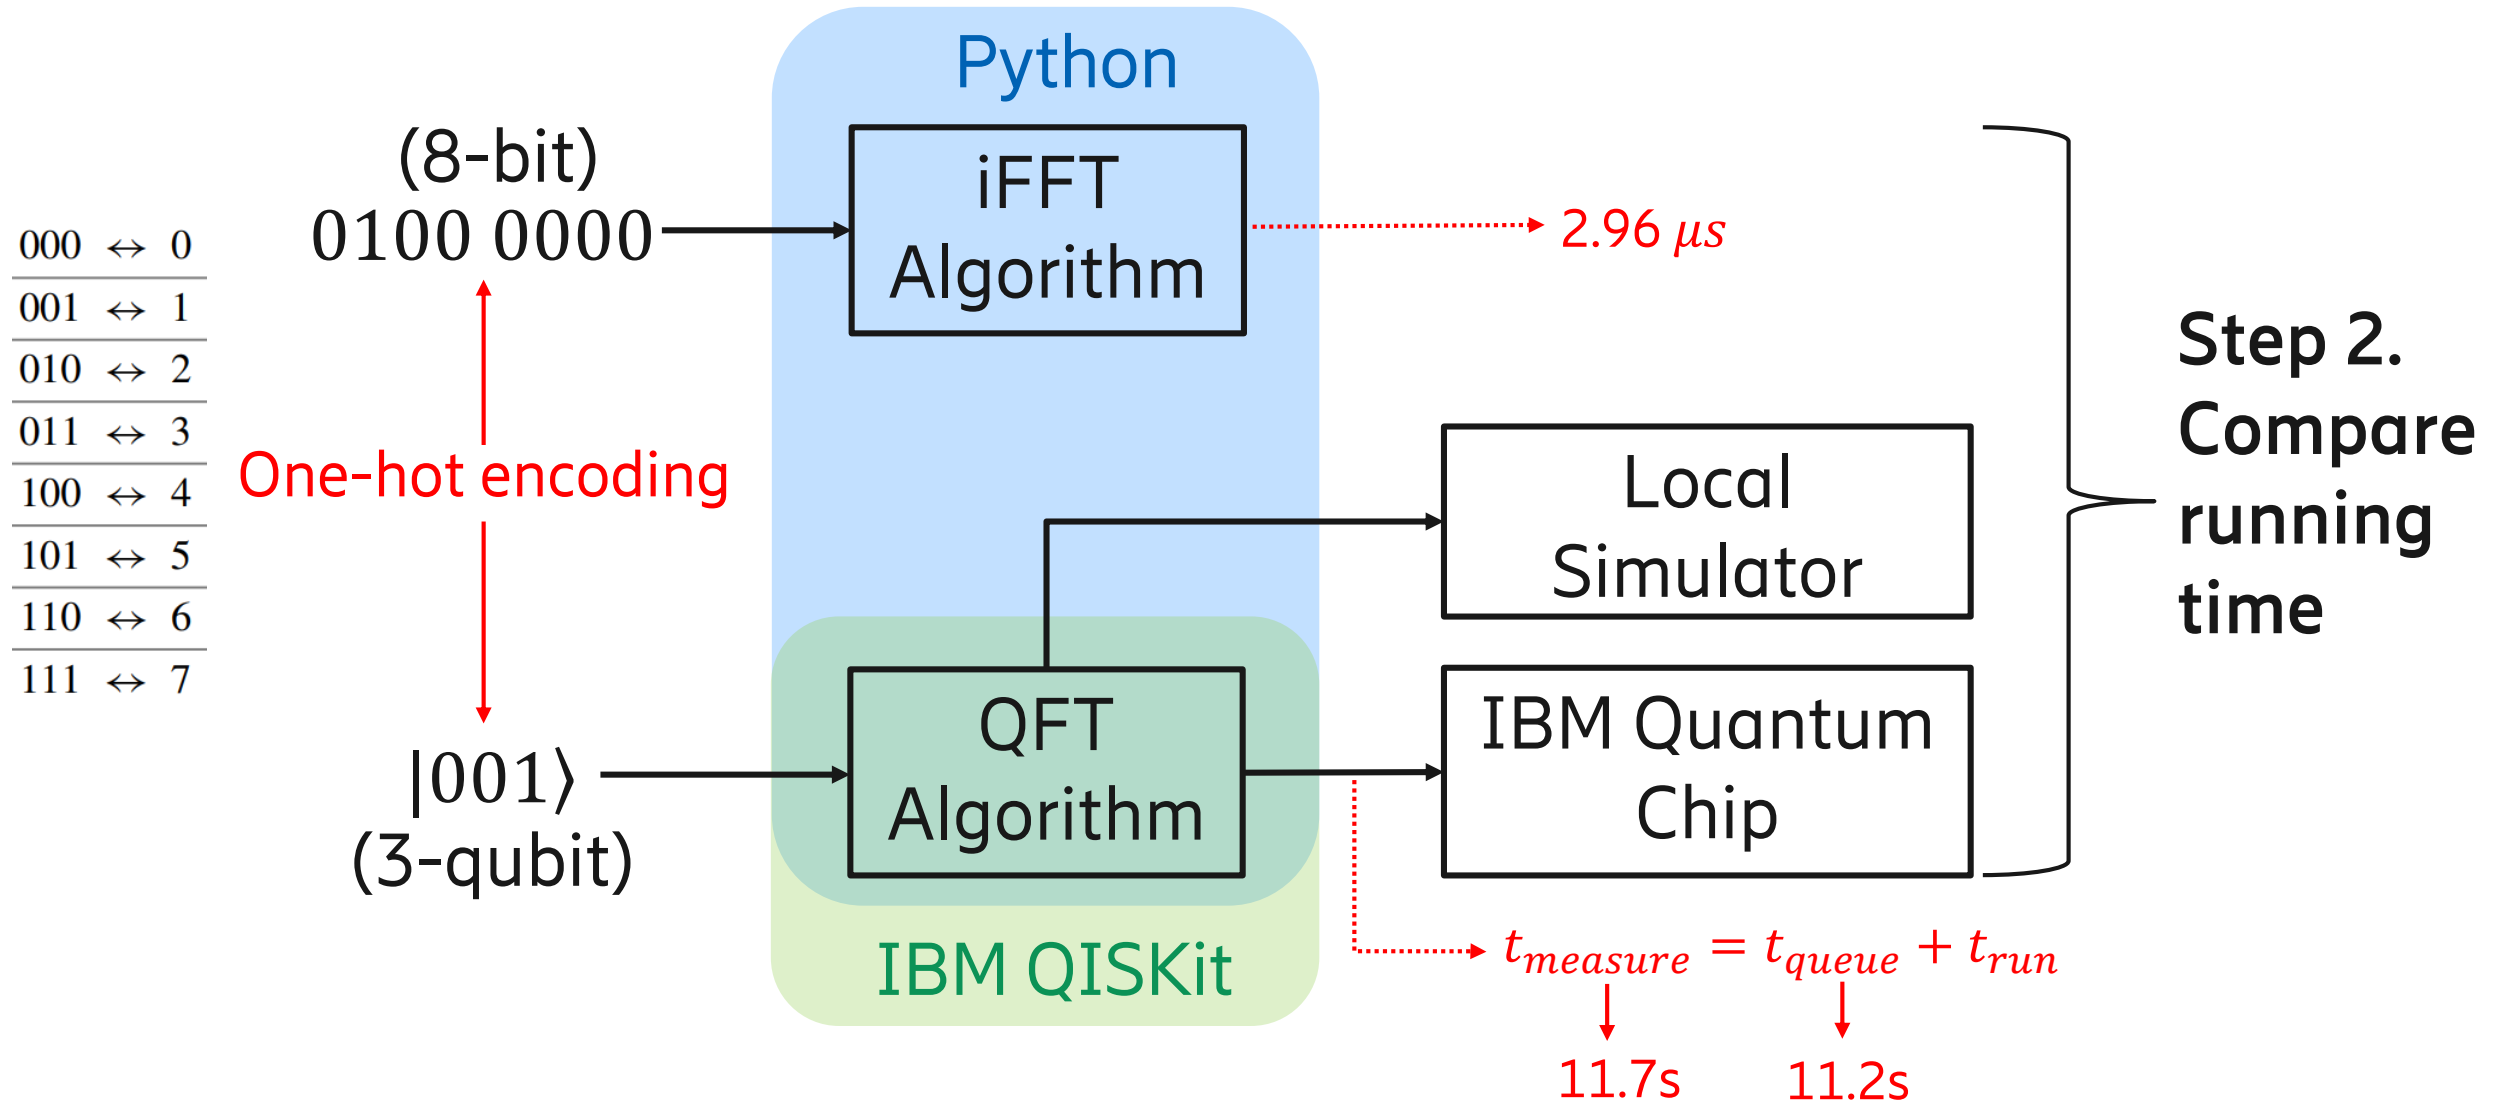 000 ↔ 0
001 ↔ 1
010 ↔ 2
011 ↔ 3
100 ↔ 4
101 ↔ 5
110 ↔ 6
111 ↔ 7
(8-bit)
0100 0000
One-hot encoding
|001⟩
(3-qubit)
Python
iFFT
Algorithm
QFT
Algorithm
IBM QISKit
2.96 μs
Local
Simulator
IBM Quantum
Chip
t_measure = t_queue + t_run
11.7s
11.2s
Step 2.
Compare
running
time